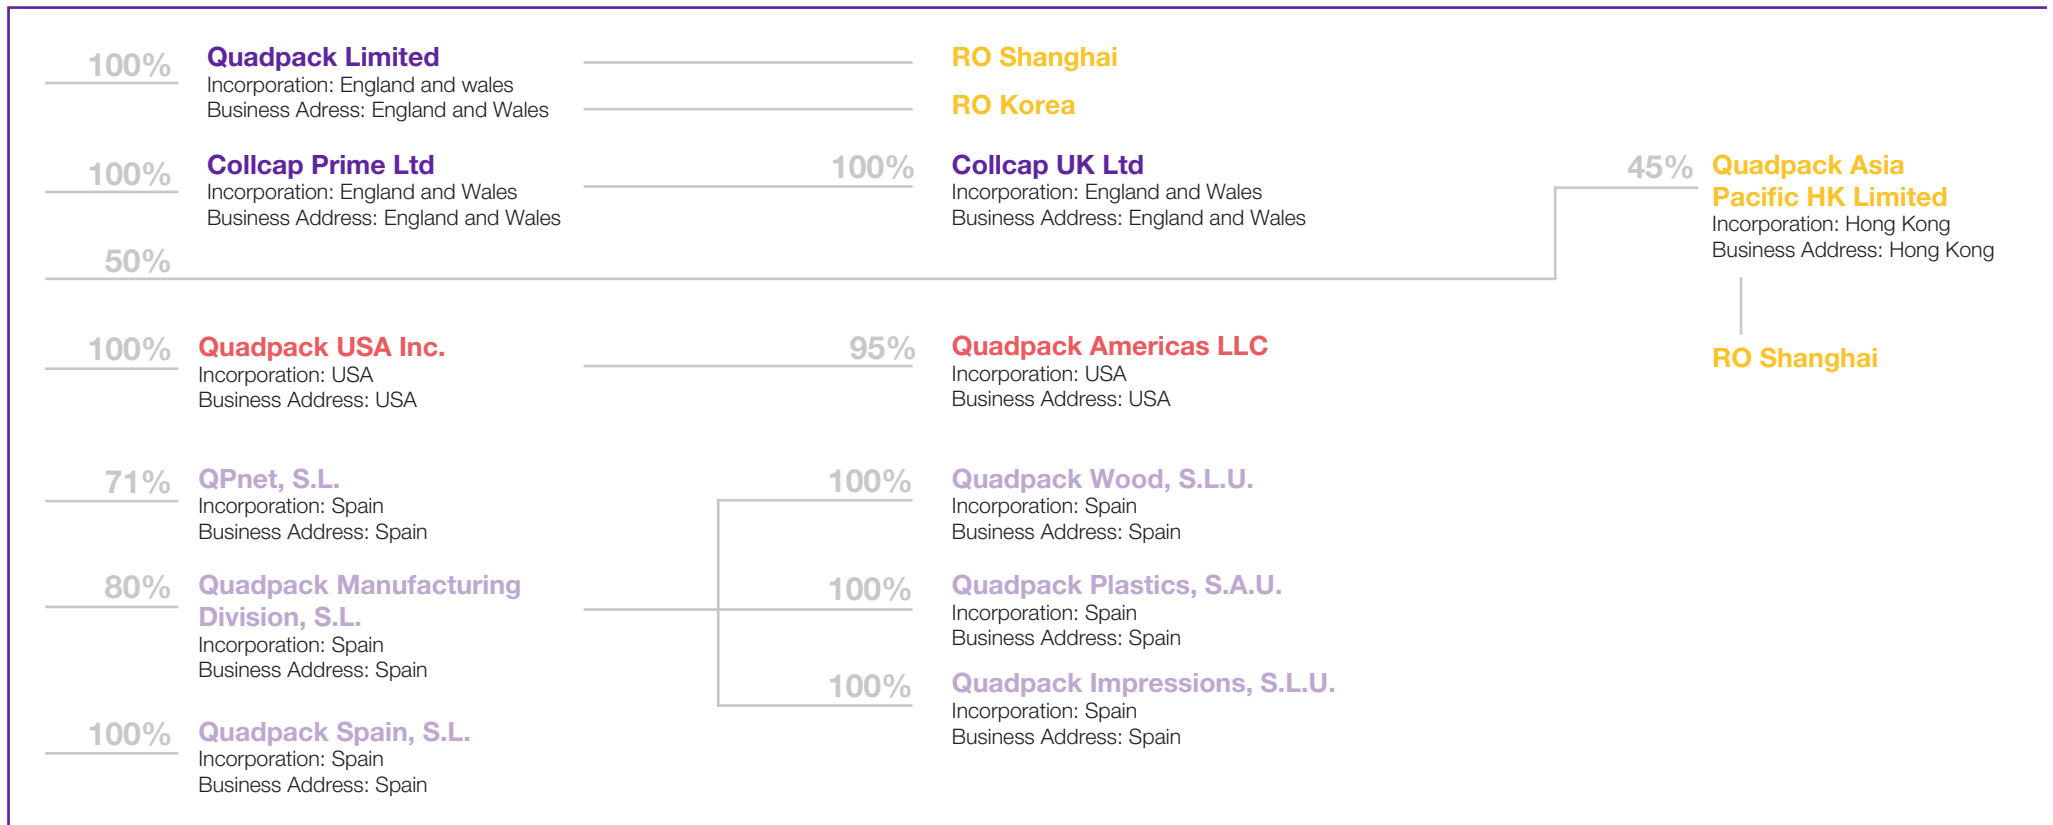 100%
Quadpack Limited
Incorporation: England and wales
Business Adress: England and Wales
RO Shanghai
RO Korea
100%
Collcap Prime Ltd
Incorporation: England and Wales
Business Address: England and Wales
100%
Collcap UK Ltd
Incorporation: England and Wales
Business Address: England and Wales
45%
Quadpack Asia
Pacific HK Limited
Incorporation: Hong Kong
Business Address: Hong Kong
RO Shanghai
50%
100%
Quadpack USA Inc.
Incorporation: USA
Business Address: USA
95%
Quadpack Americas LLC
Incorporation: USA
Business Address: USA
71%
QPnet, S.L.
Incorporation: Spain
Business Address: Spain
80%
Quadpack Manufacturing
Division, S.L.
Incorporation: Spain
Business Address: Spain
100%
Quadpack Wood, S.L.U.
Incorporation: Spain
Business Address: Spain
100%
Quadpack Plastics, S.A.U.
Incorporation: Spain
Business Address: Spain
100%
Quadpack Impressions, S.L.U.
Incorporation: Spain
Business Address: Spain
100%
Quadpack Spain, S.L.
Incorporation: Spain
Business Address: Spain